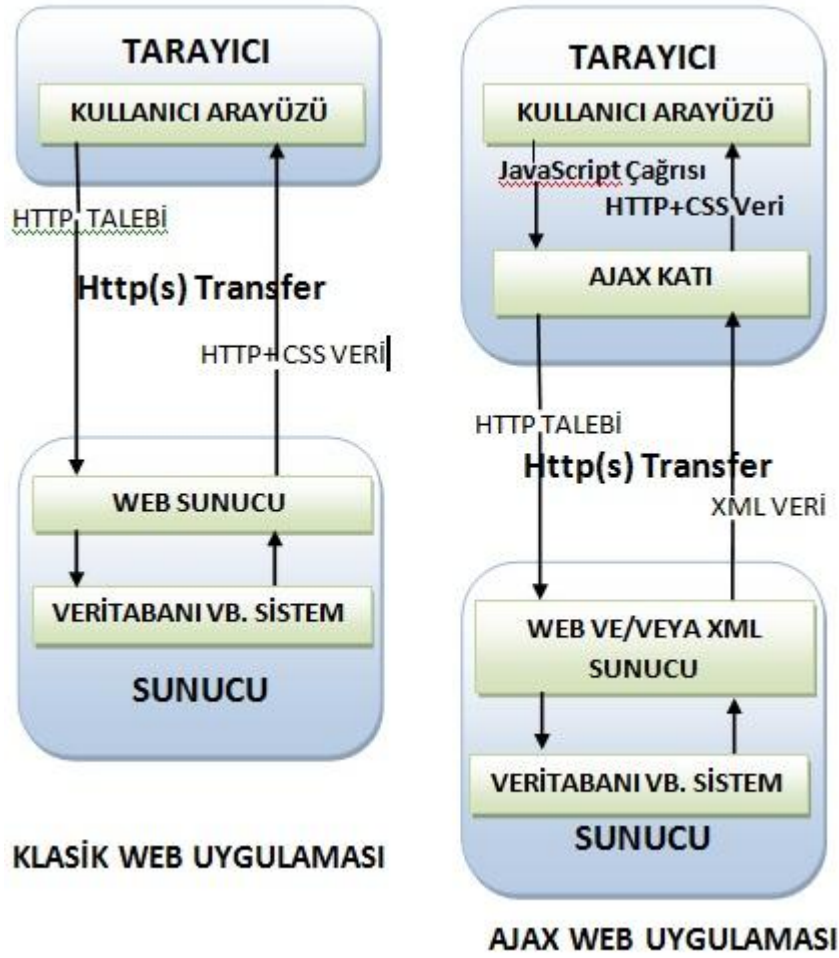 TARAYICI
KULLANICI ARAYÜZÜ
HTTP TALEBİ
Http(s) Transfer
HTTP+ CSS VERİ
WEB SUNUCU
VERİTABANI VB. SİSTEM
SUNUCU
KLASİK WEB UYGULAMASI
TARAYICI
KULLANICI ARAYÜZÜ
JavaScript Çağrısı
HTTP+CSS Veri
AJAX KATI
HTTP TALEBİ
Http(s) Transfer
XML VERİ
WEB VE/VEYA XML
SUNUCU
VERİTABANI VB. SİSTEM
SUNUCU
AJAX WEB UYGULAMASI